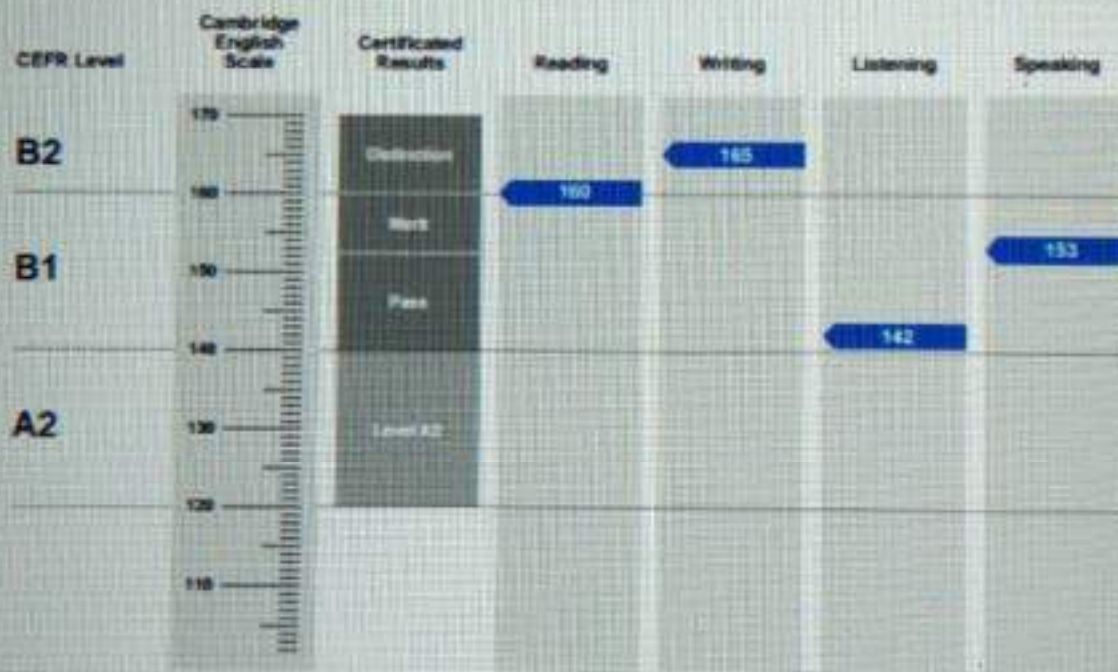 CEFR Level
Cambridge
English
Scale
Certificated
Results
Reading
Writing
Listening
Speaking
170
B2
Distinction
165
160
160
Merit
B1
150
153
Pass
142
140
A2
130
Level A2
120
110